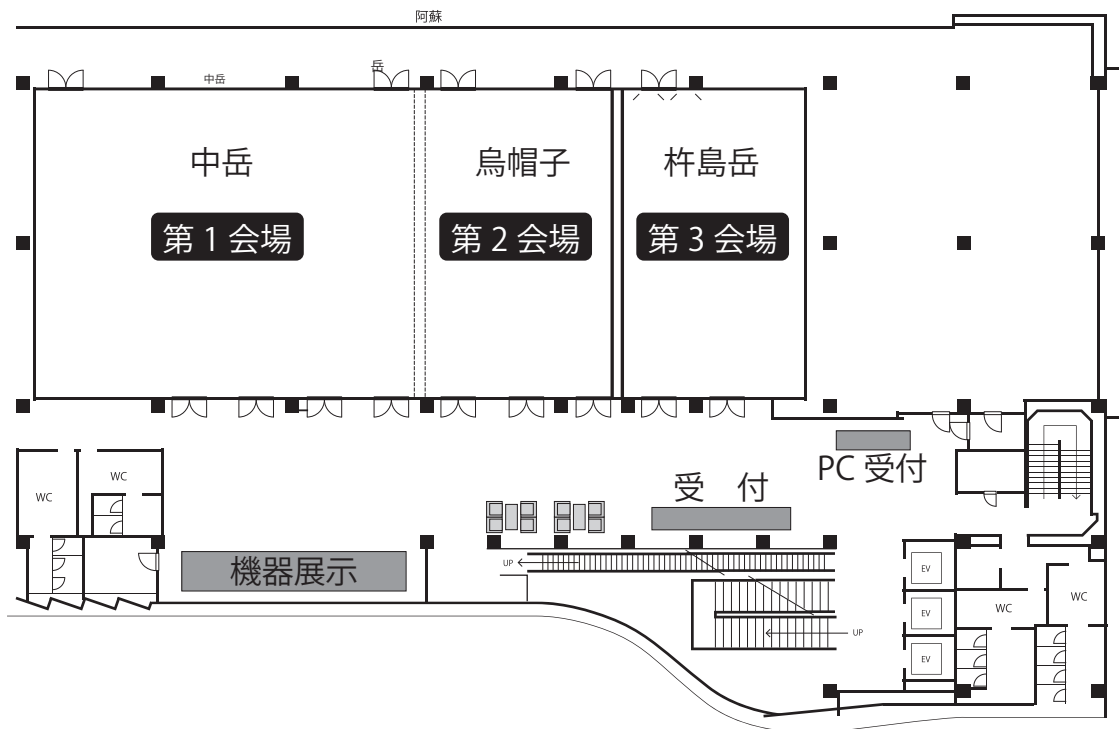 阿蘇
岳
中岳
中岳
烏帽子
杵島岳
第 1 会場
第 2 会場
第 3 会場
PC 受付
WC
WC
受 付
機器展示
UP
EV
WC
WC
EV
UP
EV